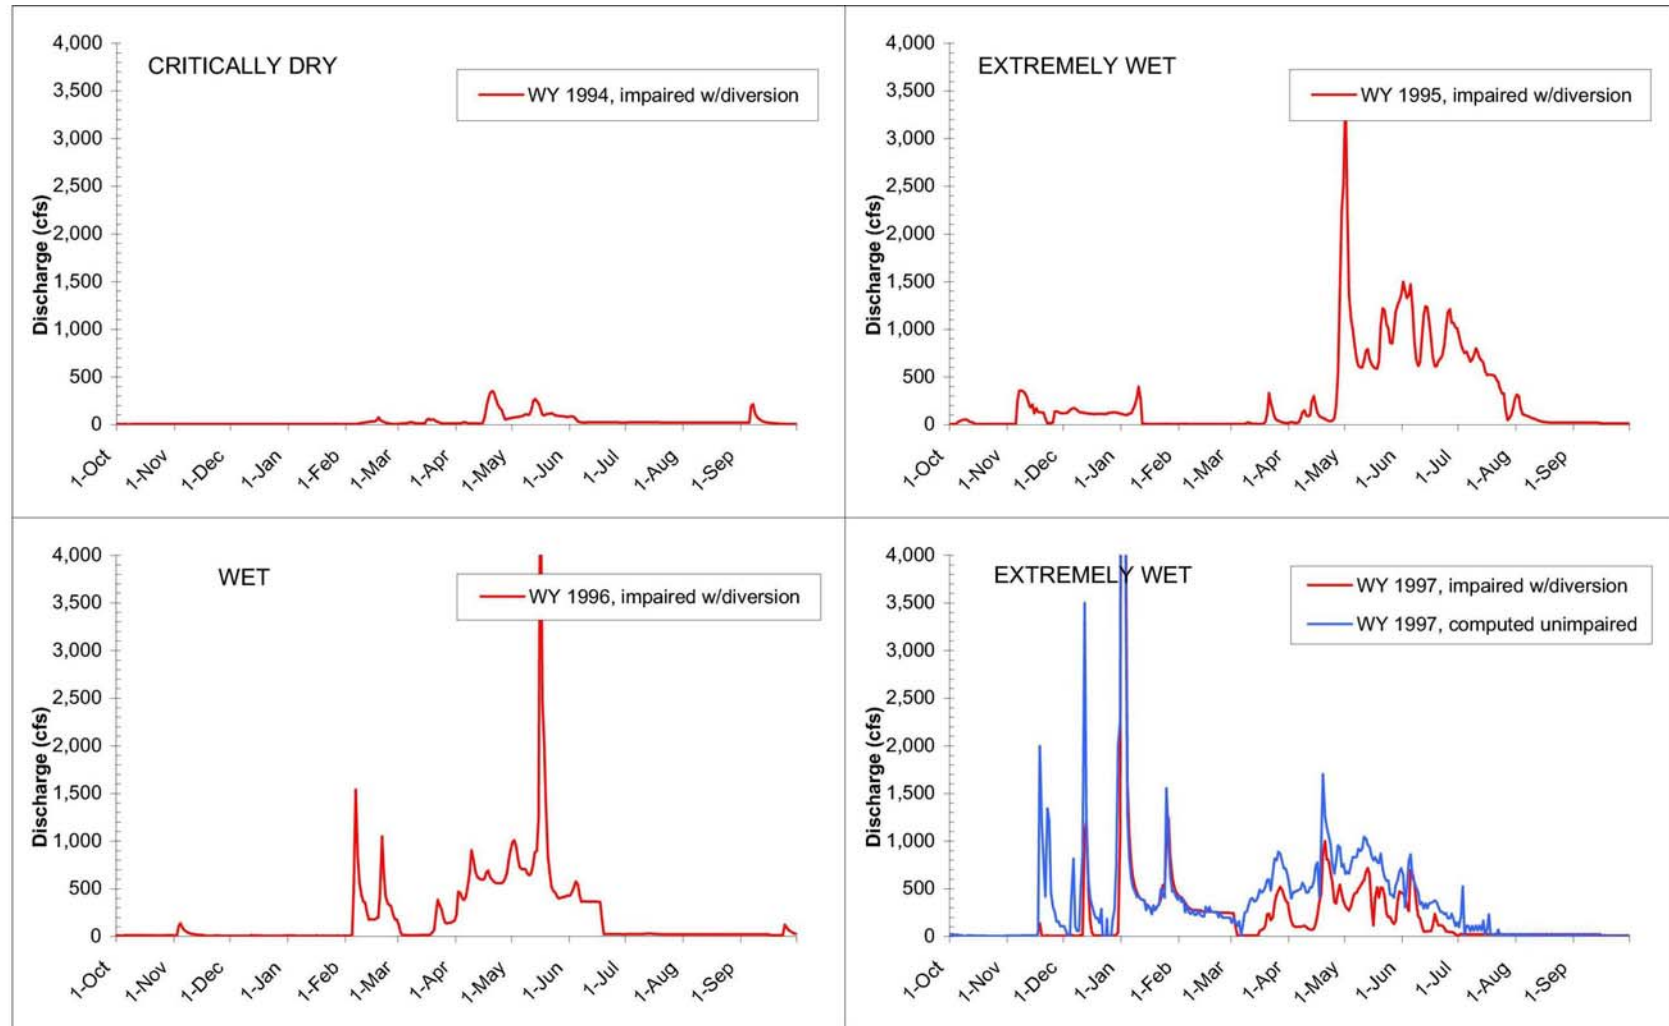 CRITICALLY DRY
WY 1994, impaired w/diversion
Discharge (cfs)
4,000
3,500
3,000
2,500
2,000
1,500
1,000
500
0
1-Oct
1-Nov
1-Dec
1-Jan
1-Feb
1-Mar
1-Apr
1-May
1-Jun
1-Jul
1-Aug
1-Sep
EXTREMELY WET
WY 1995, impaired w/diversion
Discharge (cfs)
4,000
3,500
3,000
2,500
2,000
1,500
1,000
500
0
1-Oct
1-Nov
1-Dec
1-Jan
1-Feb
1-Mar
1-Apr
1-May
1-Jun
1-Jul
1-Aug
1-Sep
WET
WY 1996, impaired w/diversion
Discharge (cfs)
4,000
3,500
3,000
2,500
2,000
1,500
1,000
500
0
1-Oct
1-Nov
1-Dec
1-Jan
1-Feb
1-Mar
1-Apr
1-May
1-Jun
1-Jul
1-Aug
1-Sep
EXTREMELY WET
WY 1997, impaired w/diversion
WY 1997, computed unimpaired
Discharge (cfs)
4,000
3,500
3,000
2,500
2,000
1,500
1,000
500
0
1-Oct
1-Nov
1-Dec
1-Jan
1-Feb
1-Mar
1-Apr
1-May
1-Jun
1-Jul
1-Aug
1-Sep